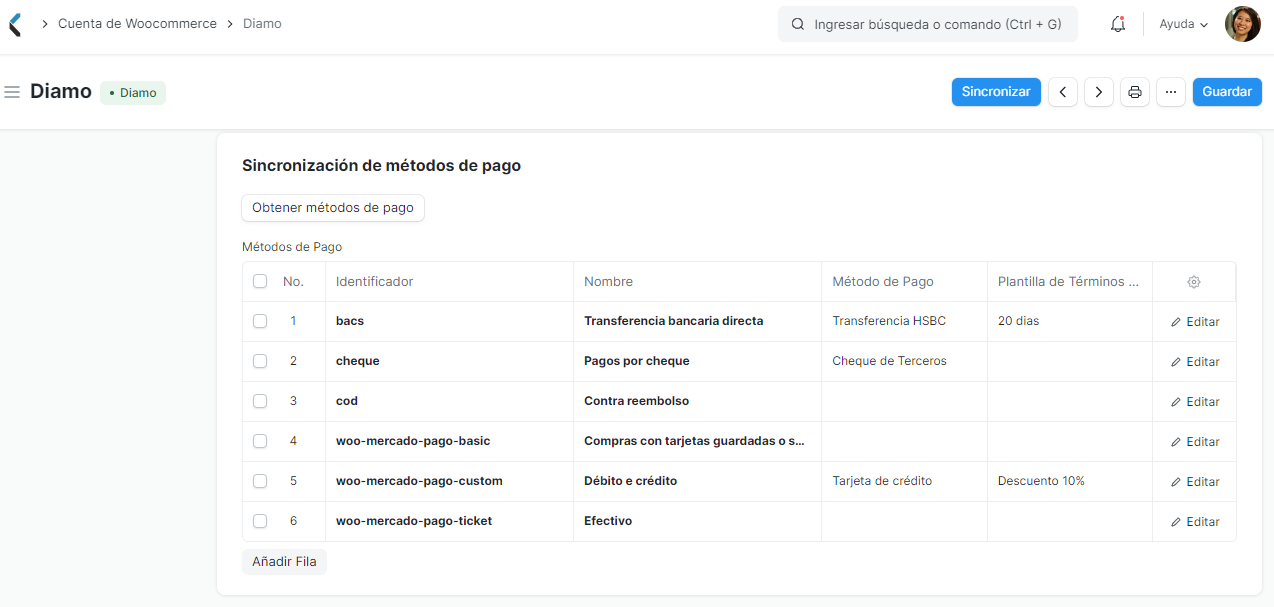 Cuenta de Woocommerce Diamo
Ingresar búsqueda o comando (Ctrl + G)
Ayuda
Diamo
• Diamo
Sincronizar
...
Guardar
Sincronización de métodos de pago
Obtener métodos de pago
Métodos de Pago
No. Identificador Nombre Método de Pago Plantilla de Términos ...
1 bacs Transferencia bancaria directa Transferencia HSBC 20 dias Editar
2 cheque Pagos por cheque Cheque de Terceros Editar
3 cod Contra reembolso Editar
4 woo-mercado-pago-basic Compras con tarjetas guardadas o s... Editar
5 woo-mercado-pago-custom Débito e crédito Tarjeta de crédito Descuento 10% Editar
6 woo-mercado-pago-ticket Efectivo Editar
Añadir Fila